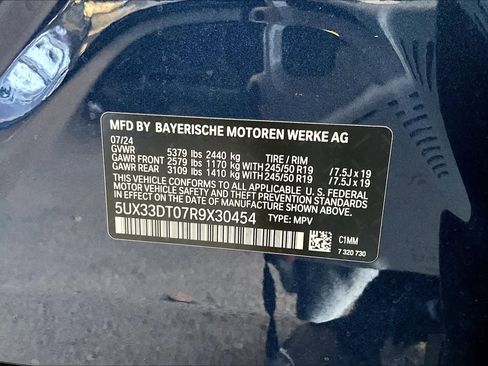 MFD BY BAYERISCHE MOTOREN WERKE AG
07/24
GVWR 5379 lbs 2440 kg TIRE / RIM
GAWR FRONT 2579 lbs 1170 kg WITH 245/50 R19 / 7.5J x 19
GAWR REAR 3109 lbs 1410 kg WITH 245/50 R19 / 7.5J x 19
THIS VEHICLE CONFORMS TO ALL APPLICABLE U. S. FEDERAL
MOTOR VEHICLE SAFETY, BUMPER, AND THEFT PREVENTION STANDARDS
IN EFFECT ON THE DATE OF MANUFACTURE SHOWN ABOVE.
5UX33DT07R9X30454 TYPE: MPV
C1MM
7 320 730